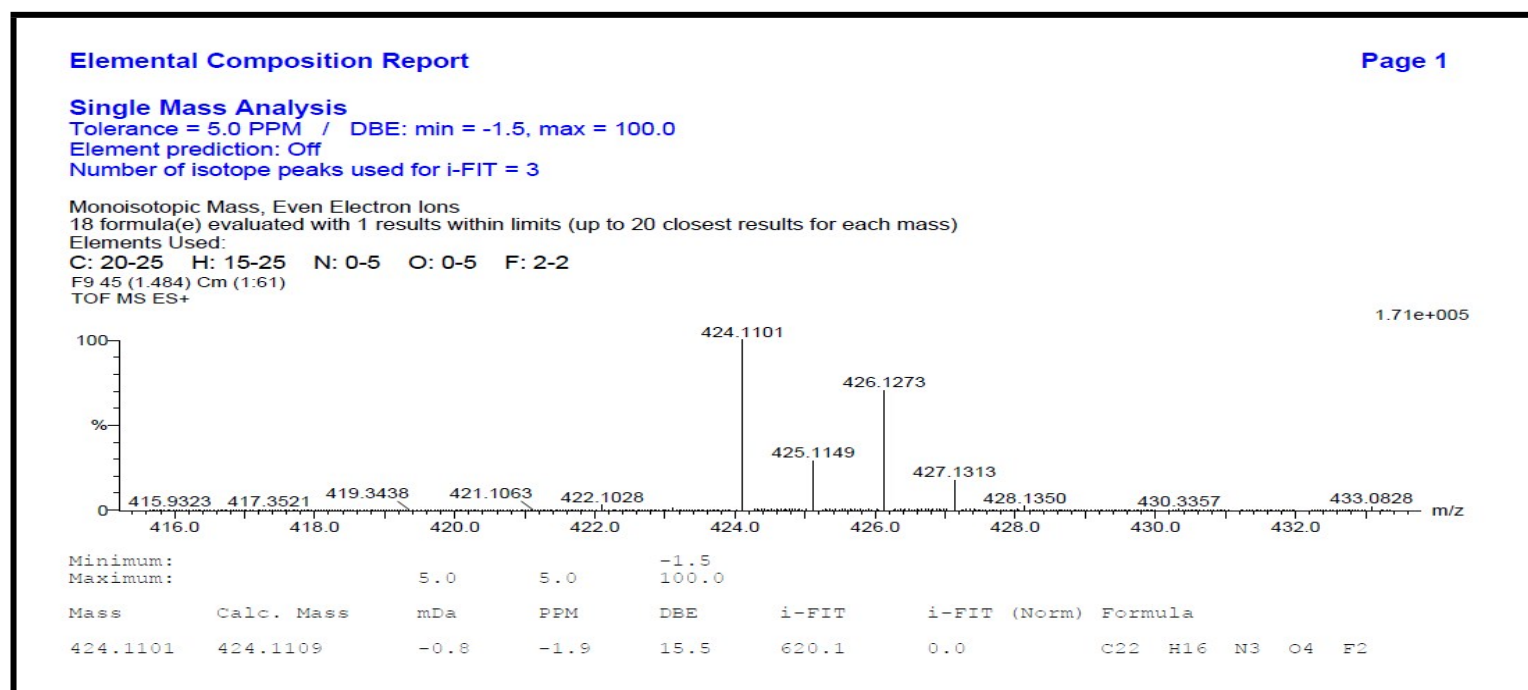 Elemental Composition Report Page 1
Single Mass Analysis
Tolerance = 5.0 PPM / DBE: min = -1.5, max = 100.0
Element prediction: Off
Number of isotope peaks used for i-FIT = 3
Monoisotopic Mass, Even Electron Ions
18 formula(e) evaluated with 1 results within limits (up to 20 closest results for each mass)
Elements Used:
C: 20-25 H: 15-25 N: 0-5 O: 0-5 F: 2-2
F9 45 (1.484) Cm (1:61)
TOF MS ES+
1.71e+005
100
424.1101
426.1273
%
425.1149
427.1313
415.9323 417.3521 419.3438 421.1063 422.1028 428.1350 430.3357 433.0828
0
m/z
416.0 418.0 420.0 422.0 424.0 426.0 428.0 430.0 432.0
Minimum: -1.5
Maximum: 5.0 5.0 100.0
Mass Calc. Mass mDa PPM DBE i-FIT i-FIT (Norm) Formula
424.1101 424.1109 -0.8 -1.9 15.5 620.1 0.0 C22 H16 N3 O4 F2